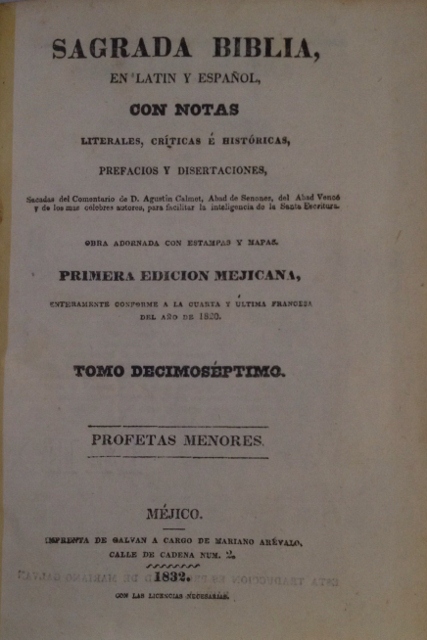 SAGRADA BIBLIA,
EN LATIN Y ESPAÑOL,
CON NOTAS
LITERALES, CRÍTICAS É HISTÓRICAS,
PREFACIOS Y DISERTACIONES,
Sacadas del Comentario de D. Agustin Calmet, Abad de Senones, del Abad Vencé
y de los mas célebres autores, para facilitar la inteligencia de la Santa Escritura.
OBRA ADORNADA CON ESTAMPAS Y MAPAS.
PRIMERA EDICION MEJICANA,
ENTERAMENTE CONFORME A LA CUARTA Y ÚLTIMA FRANCESA
DEL AÑO DE 1820.
TOMO DECIMOSÉPTIMO.
PROFETAS MENORES.
MÉJICO.
IMPRENTA DE GALVAN A CARGO DE MARIANO ARÉVALO,
CALLE DE CADENA NUM. 2.
1832.
CON LAS LICENCIAS NECESARIAS.